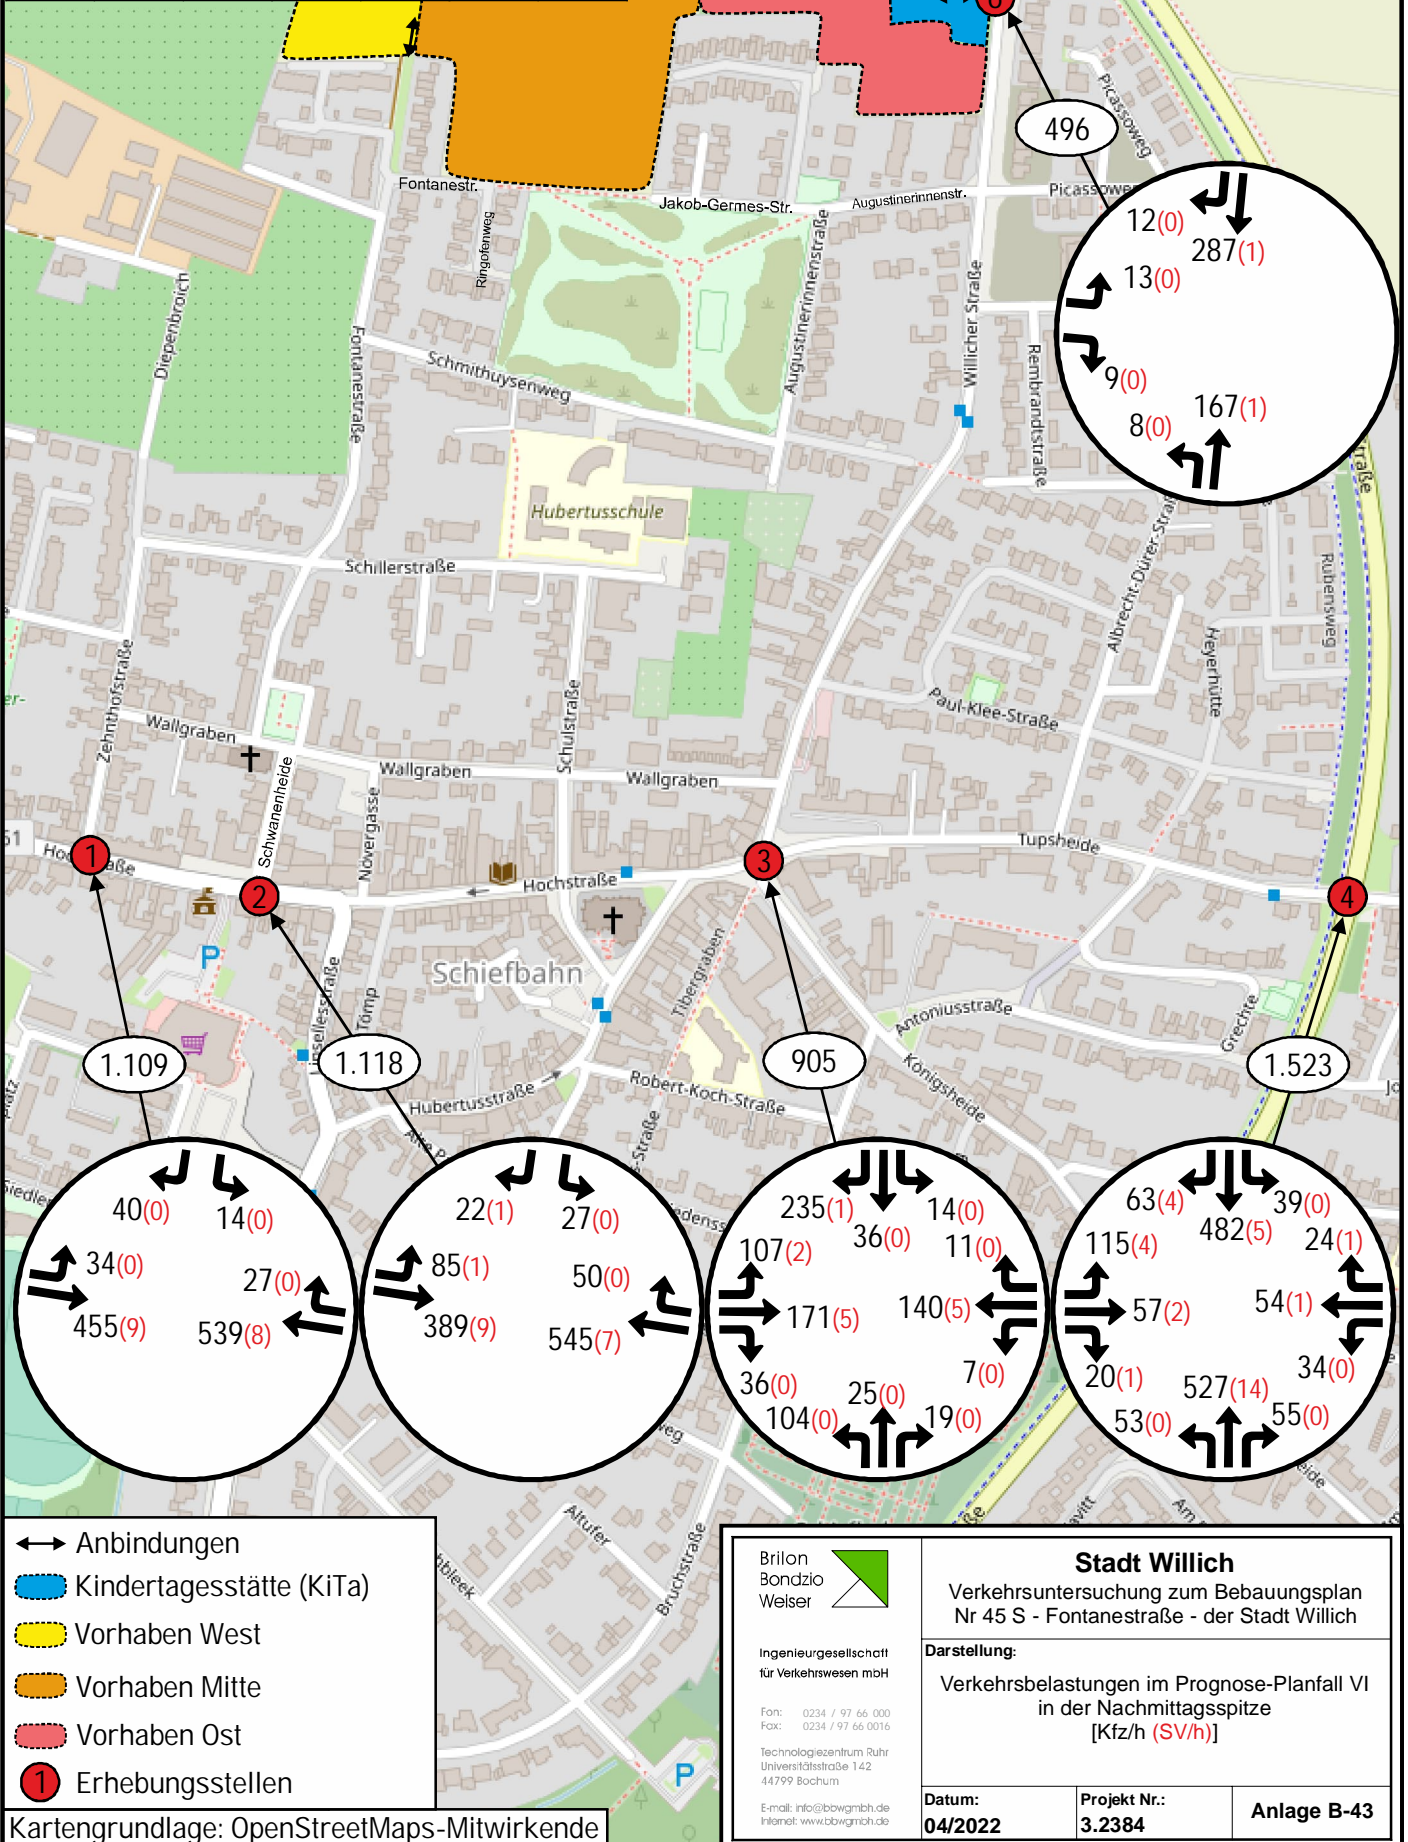 6
496
Picassoweg
Picassoweg
12(0)
287(1)
13(0)
9(0)
167(1)
8(0)
Fontanestr.
Jakob-Germes-Str.
Augustinerinnenstr.
Ringofenweg
Augustinerinnenstraße
Willicher Straße
Diepenbroich
Fontanestraße
Schmithuysenweg
Rembrandtstraße
Hubertusschule
Schillerstraße
Albrecht-Dürer-Straße
Rubensweg
Heyerhütte
Paul-Klee-Straße
Zehnthofstraße
Wallgraben
Schulstraße
Wallgraben
Wallgraben
Schwanenheide
Növergasse
Tupsheide
Hochstraße
Hochstraße
1
2
3
4
P
Schiefbahn
Linsellesstraße
Tömp
Tibergraben
Antoniusstraße
Grechte
Königsheide
Hubertusstraße
Robert-Koch-Straße
1.109
1.118
905
1.523
40(0)
14(0)
34(0)
27(0)
455(9)
539(8)
22(1)
27(0)
85(1)
50(0)
389(9)
545(7)
235(1)
36(0)
14(0)
107(2)
11(0)
171(5)
140(5)
36(0)
7(0)
25(0)
104(0)
19(0)
63(4)
482(5)
39(0)
115(4)
24(1)
57(2)
54(1)
20(1)
34(0)
527(14)
53(0)
55(0)
Altufer
Bruchstraße
P
Anbindungen
Kindertagesstätte (KiTa)
Vorhaben West
Vorhaben Mitte
Vorhaben Ost
1 Erhebungsstellen
Kartengrundlage: OpenStreetMaps-Mitwirkende
Brilon
Bondzio
Weiser
Ingenieurgesellschaft
für Verkehrswesen mbH
Fon: 0234 / 97 66 000
Fax: 0234 / 97 66 0016
Technologiezentrum Ruhr
Universitätsstraße 142
44799 Bochum
E-mail: info@bbwgmbh.de
Internet: www.bbwgmbh.de
Stadt Willich
Verkehrsuntersuchung zum Bebauungsplan
Nr 45 S - Fontanestraße - der Stadt Willich
Darstellung:
Verkehrsbelastungen im Prognose-Planfall VI
in der Nachmittagsspitze
[Kfz/h (SV/h)]
Datum:
04/2022
Projekt Nr.:
3.2384
Anlage B-43